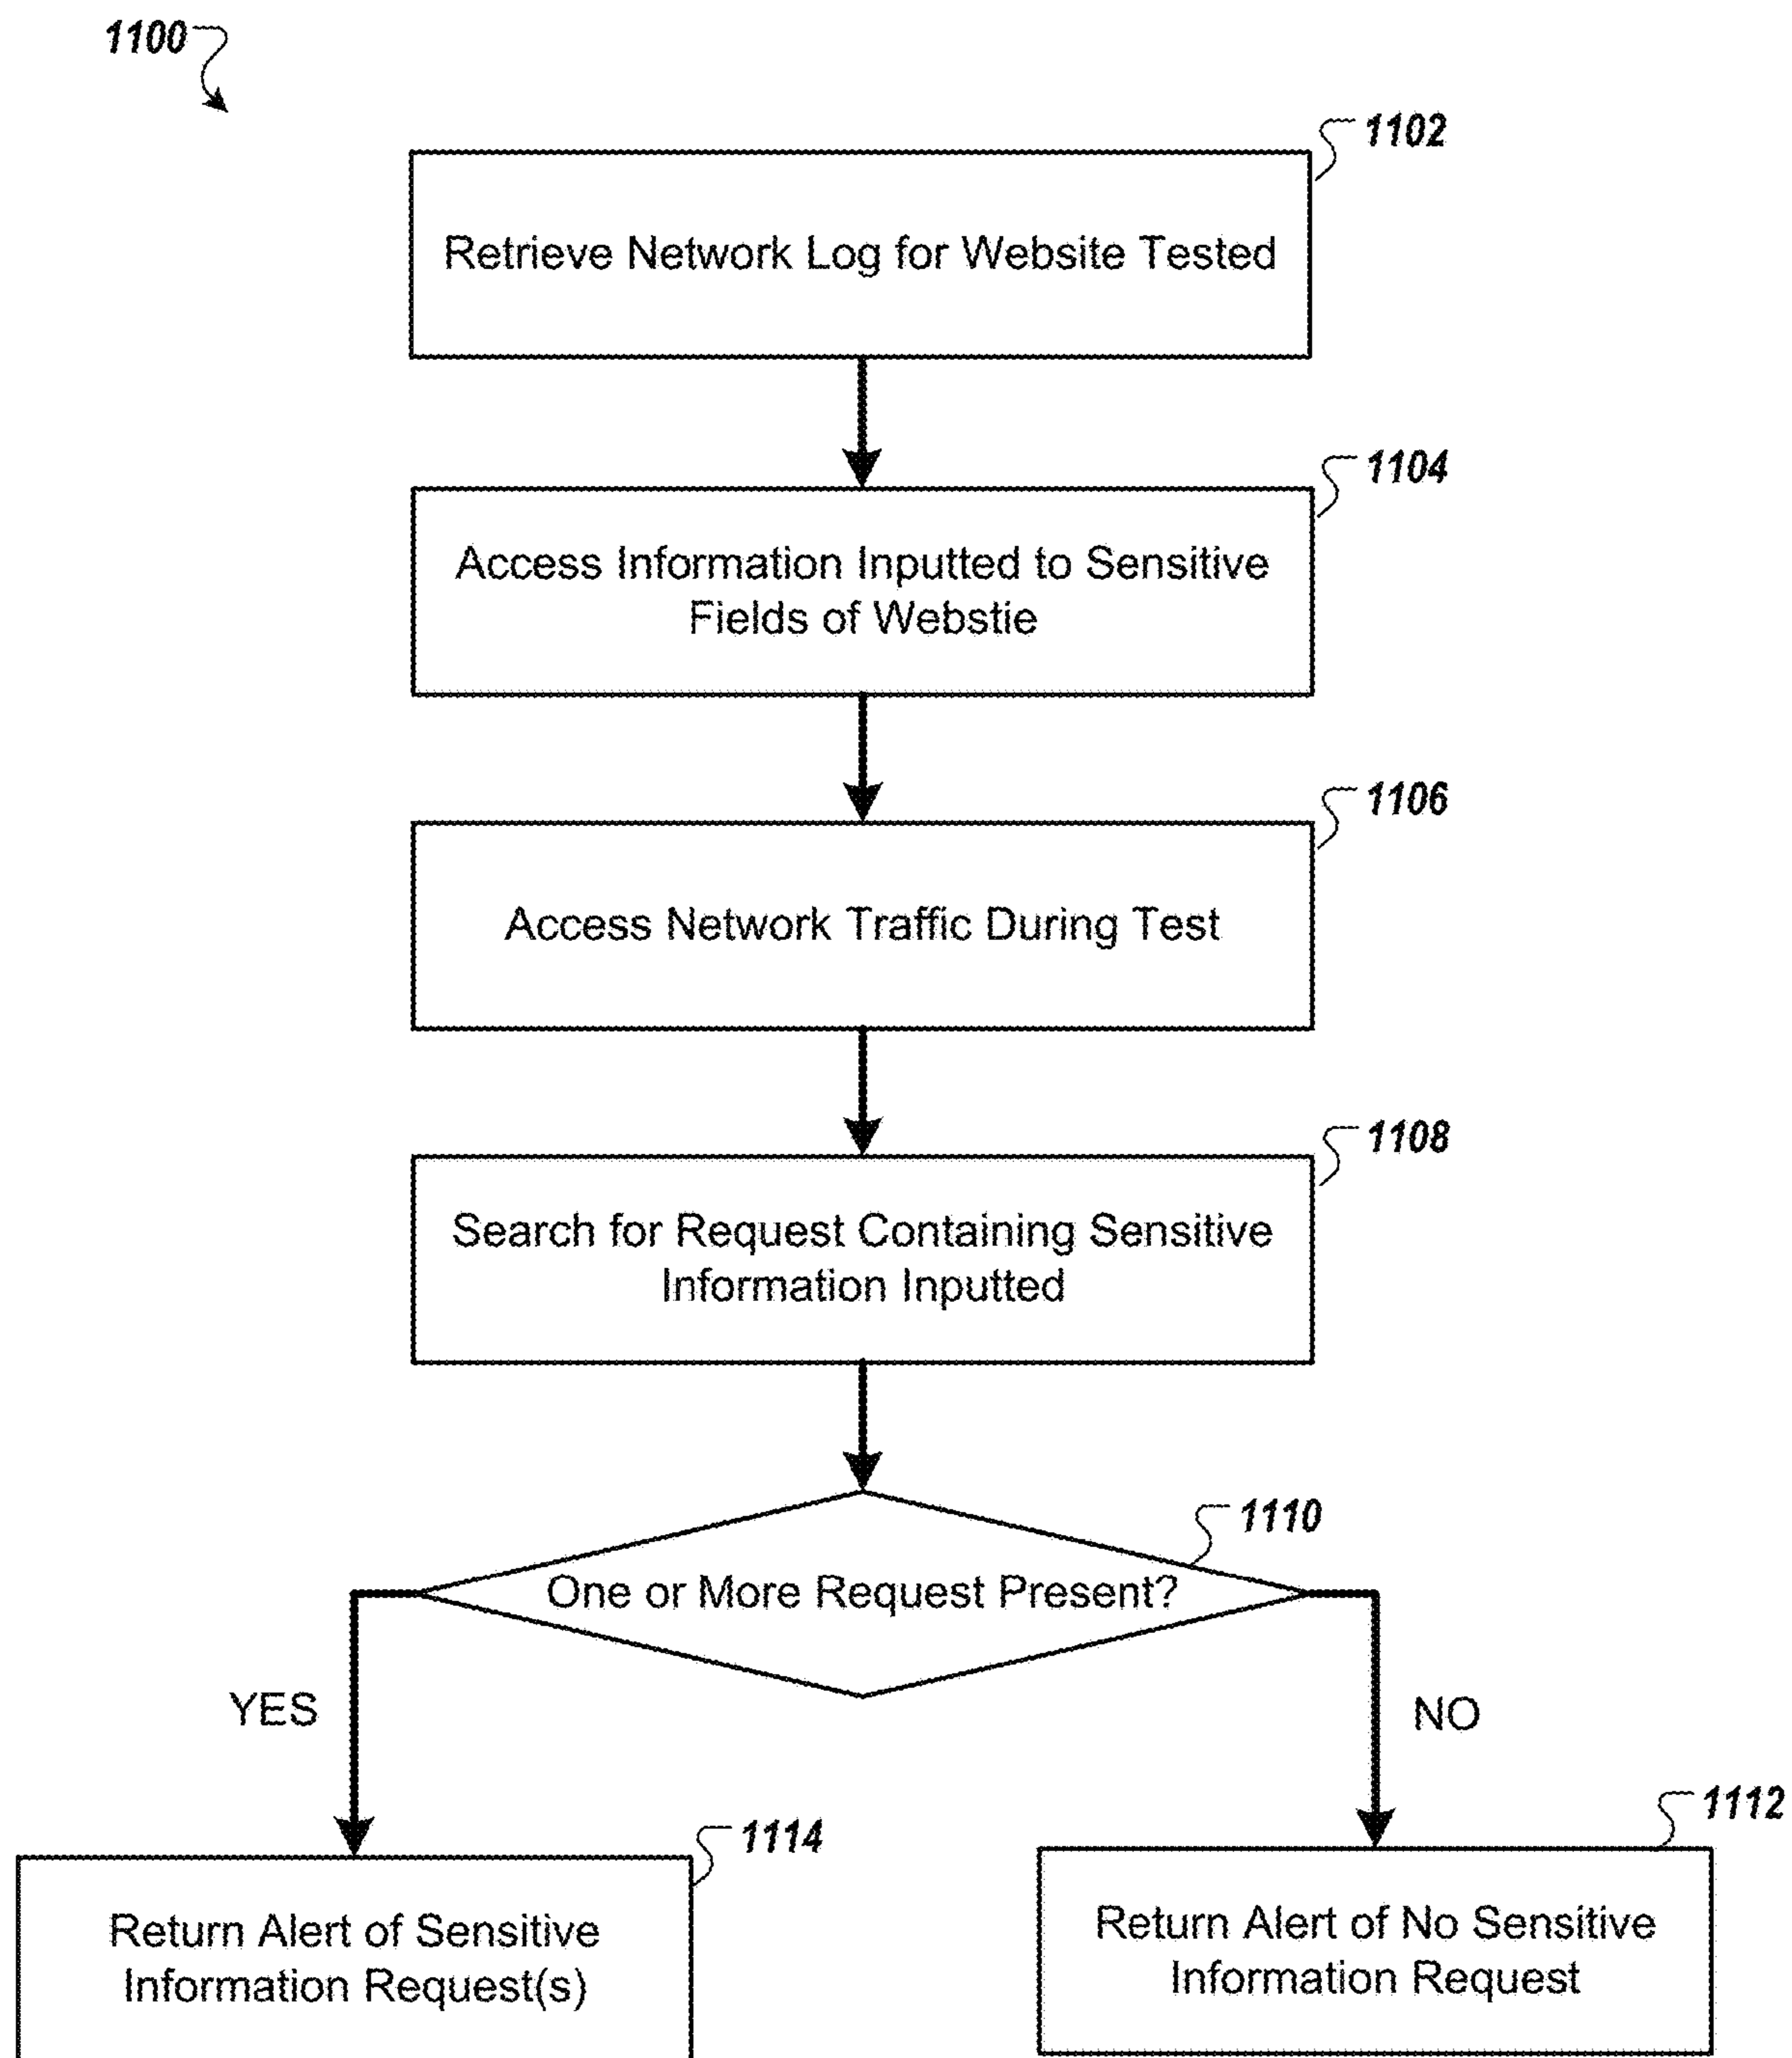 1100
1102
Retrieve Network Log for Website Tested
1104
Access Information Inputted to Sensitive
Fields of Webstie
1106
Access Network Traffic During Test
1108
Search for Request Containing Sensitive
Information Inputted
1110
One or More Request Present?
YES
NO
1114
1112
Return Alert of Sensitive
Information Request(s)
Return Alert of No Sensitive
Information Request